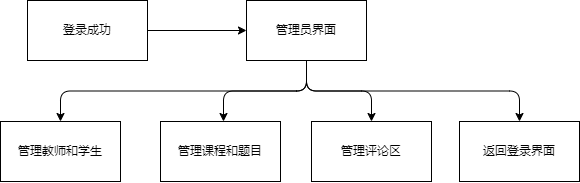 登录成功
管理员界面
管理教师和学生
管理课程和题目
管理评论区
返回登录界面